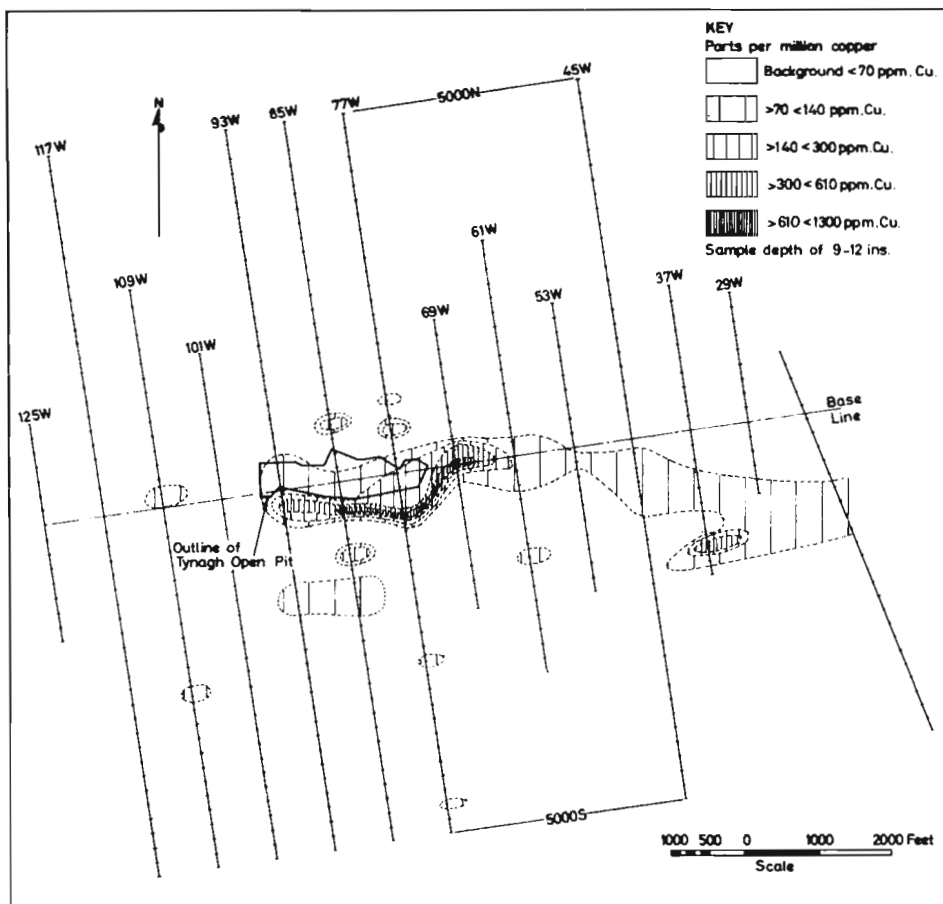 KEY
Parts per million copper
Background <70 ppm. Cu.
>70 <140 ppm.Cu.
>140 <300 ppm.Cu.
>300 <610 ppm.Cu.
>610 <1300 ppm.Cu.
Sample depth of 9-12 ins.
N
117W
93W
85W
77W
5000N
45W
109W
101W
61W
69W
53W
37W
29W
125W
Base
Line
Outline of
Tynagh Open Pit
5000S
1000 500 0 1000 2000 Feet
Scale